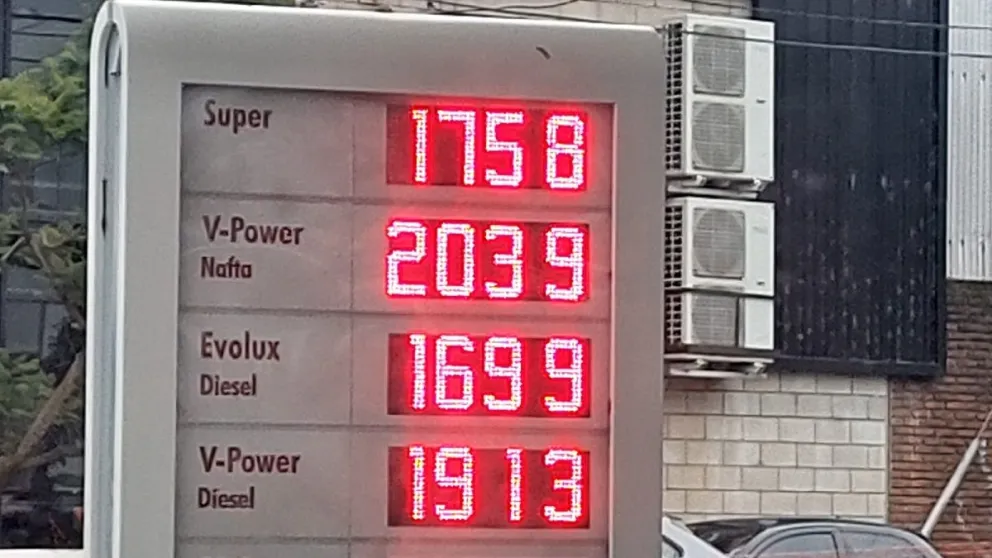 Super 1758
V-Power 2039
Nafta
Evolux 1699
Diesel
V-Power 1913
Diesel